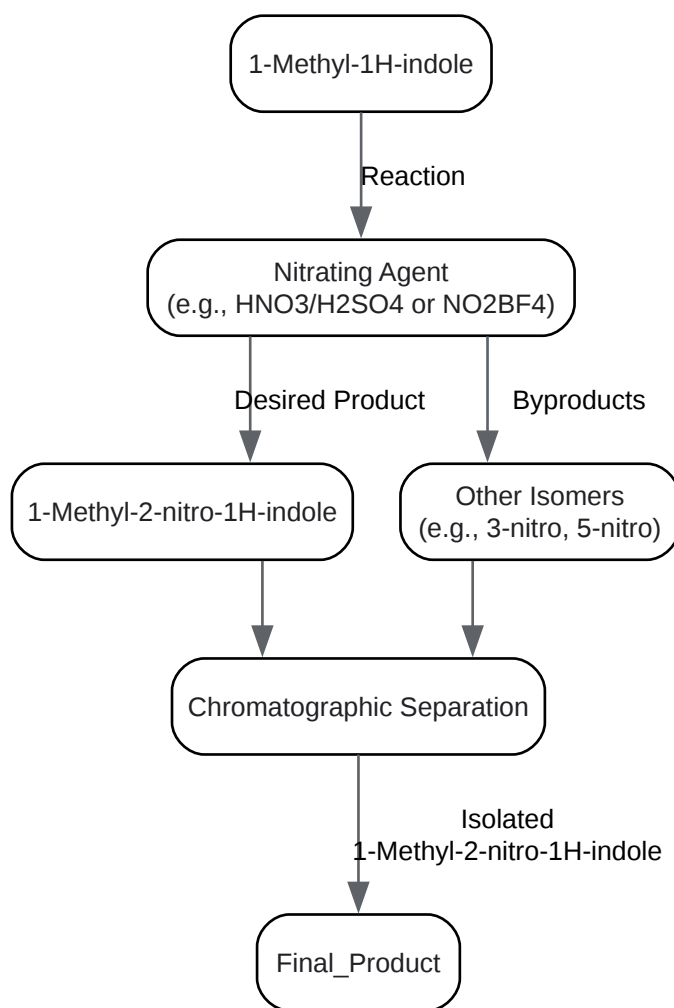 1-Methyl-1H-indole
Reaction
Nitrating Agent
(e.g., HNO3/H2SO4 or NO2BF4)
Desired Product
Byproducts
1-Methyl-2-nitro-1H-indole
Other Isomers
(e.g., 3-nitro, 5-nitro)
Chromatographic Separation
Isolated
1-Methyl-2-nitro-1H-indole
Final_Product